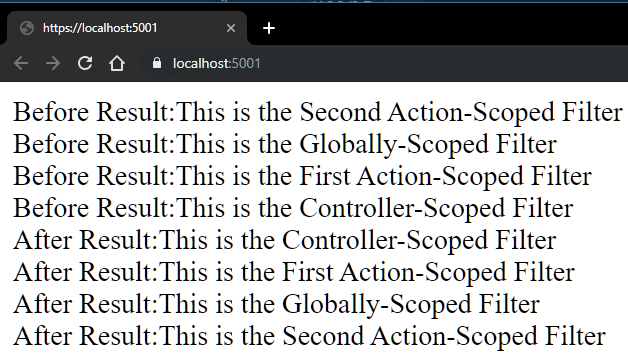 https://localhost:5001
localhost:5001
Before Result:This is the Second Action-Scoped Filter
Before Result:This is the Globally-Scoped Filter
Before Result:This is the First Action-Scoped Filter
Before Result:This is the Controller-Scoped Filter
After Result:This is the Controller-Scoped Filter
After Result:This is the First Action-Scoped Filter
After Result:This is the Globally-Scoped Filter
After Result:This is the Second Action-Scoped Filter